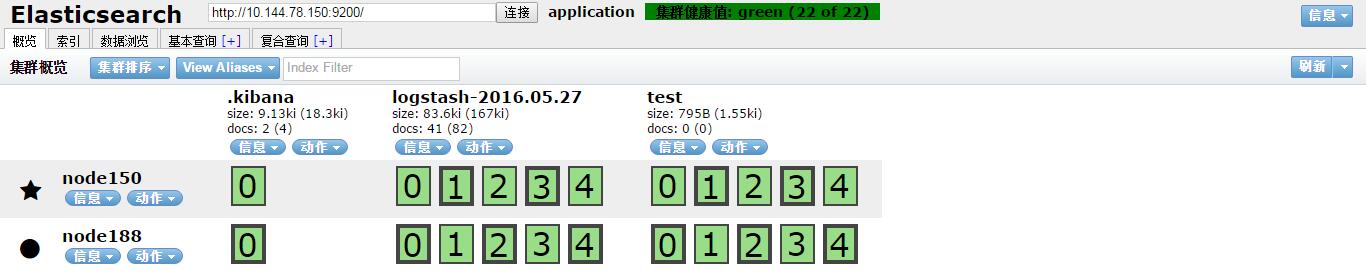 Elasticsearch http://10.144.78.150:9200/ 连接 application 集群健康值: green (22 of 22) 信息
概览 索引 数据浏览 基本查询 [+] 复合查询 [+]
集群概览 集群排序 View Aliases Index Filter 刷新
.kibana logstash-2016.05.27 test
size: 9.13ki (18.3ki) size: 83.6ki (167ki) size: 795B (1.55ki)
docs: 2 (4) docs: 41 (82) docs: 0 (0)
信息 动作 信息 动作 信息 动作
node150 0 0 1 2 3 4 0 1 2 3 4
信息 动作
node188 0 0 1 2 3 4 0 1 2 3 4
信息 动作